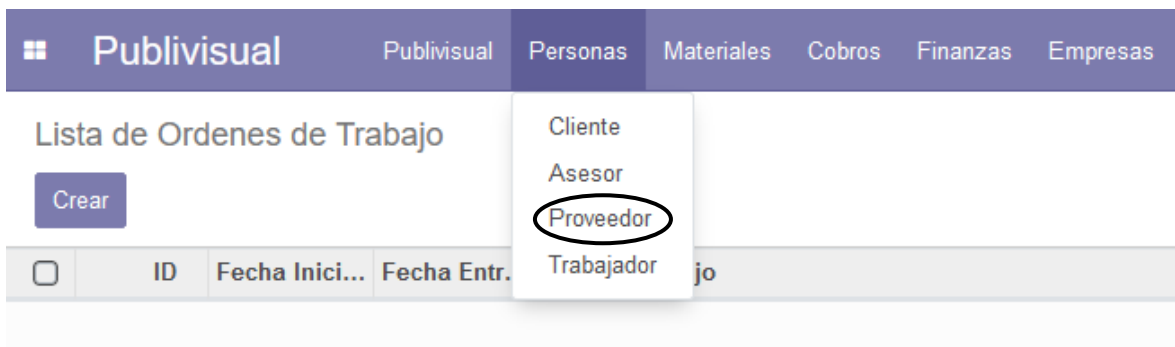 Publivisual Publivisual Personas Materiales Cobros Finanzas Empresas
Lista de Ordenes de Trabajo
Crear
Cliente
Asesor
Proveedor
Trabajador
ID Fecha Inici... Fecha Entr. jo